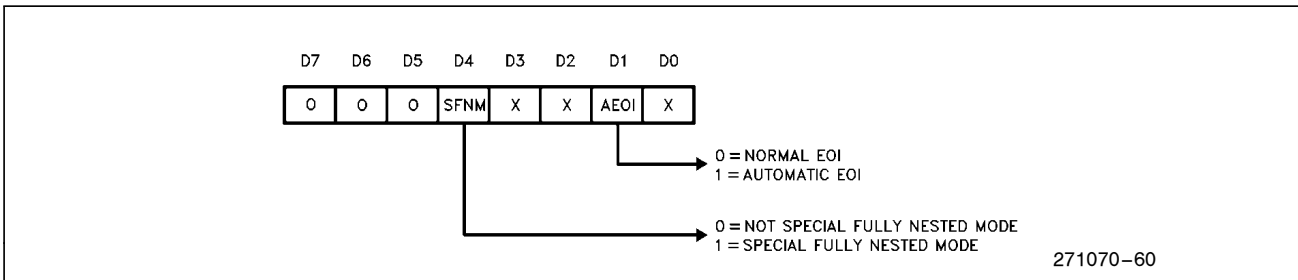 D7 D6 D5 D4 D3 D2 D1 D0
0 0 0 SFNM X X AEOI X
0 = NORMAL EOI
1 = AUTOMATIC EOI
0 = NOT SPECIAL FULLY NESTED MODE
1 = SPECIAL FULLY NESTED MODE
271070–60